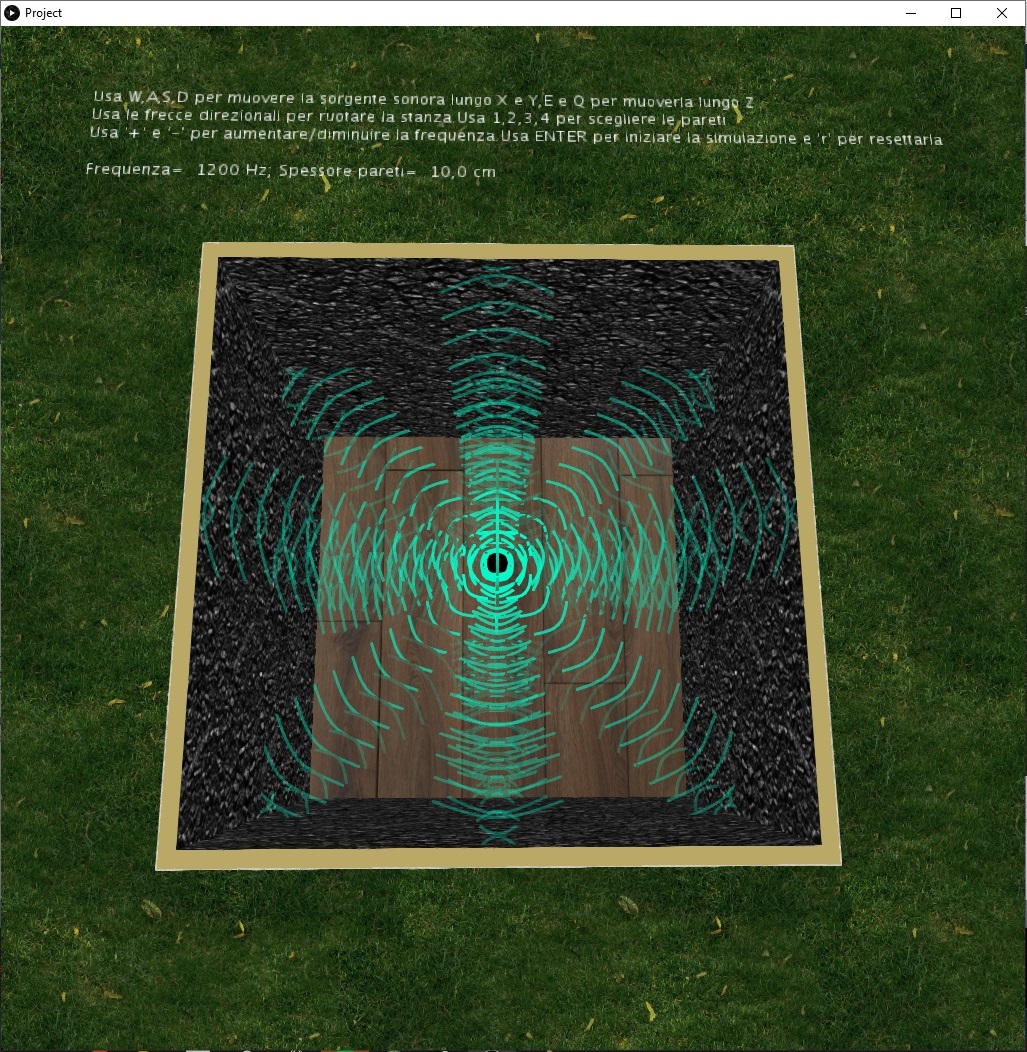 Project
Usa W,A,S,D per muovere la sorgente sonora lungo X e Y,E e Q per muoverla lungo Z
Usa le frecce direzionali per ruotare la stanza.Usa 1,2,3,4 per scegliere le pareti
Usa '+' e '-' per aumentare/diminuire la frequenza.Usa ENTER per iniziare la simulazione e 'r' per resettarla
Frequenza= 1200 Hz; Spessore pareti= 10,0 cm